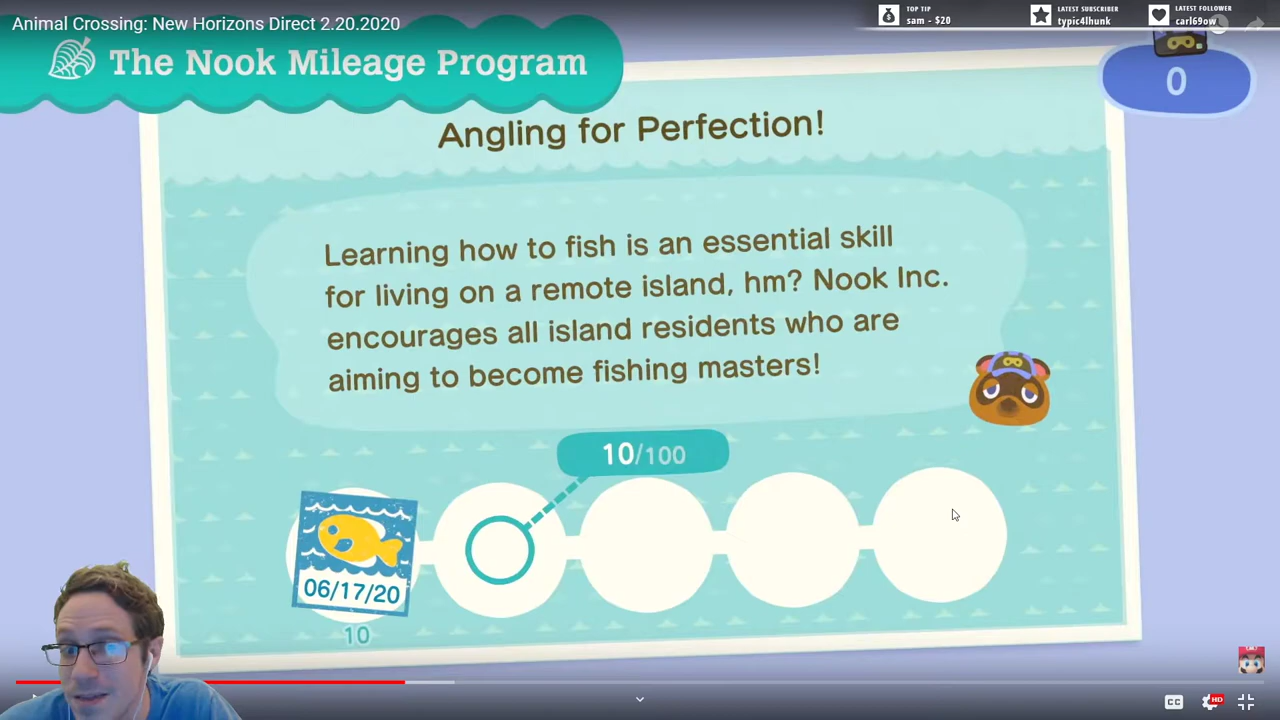 Animal Crossing: New Horizons Direct 2.20.2020
TOP TIP
sam - $20
LATEST SUBSCRIBER
typic4lhunk
LATEST FOLLOWER
carl69ow
The Nook Mileage Program
0
Angling for Perfection!
Learning how to fish is an essential skill
for living on a remote island, hm? Nook Inc.
encourages all island residents who are
aiming to become fishing masters!
10/100
06/17/20
10
CC
HD